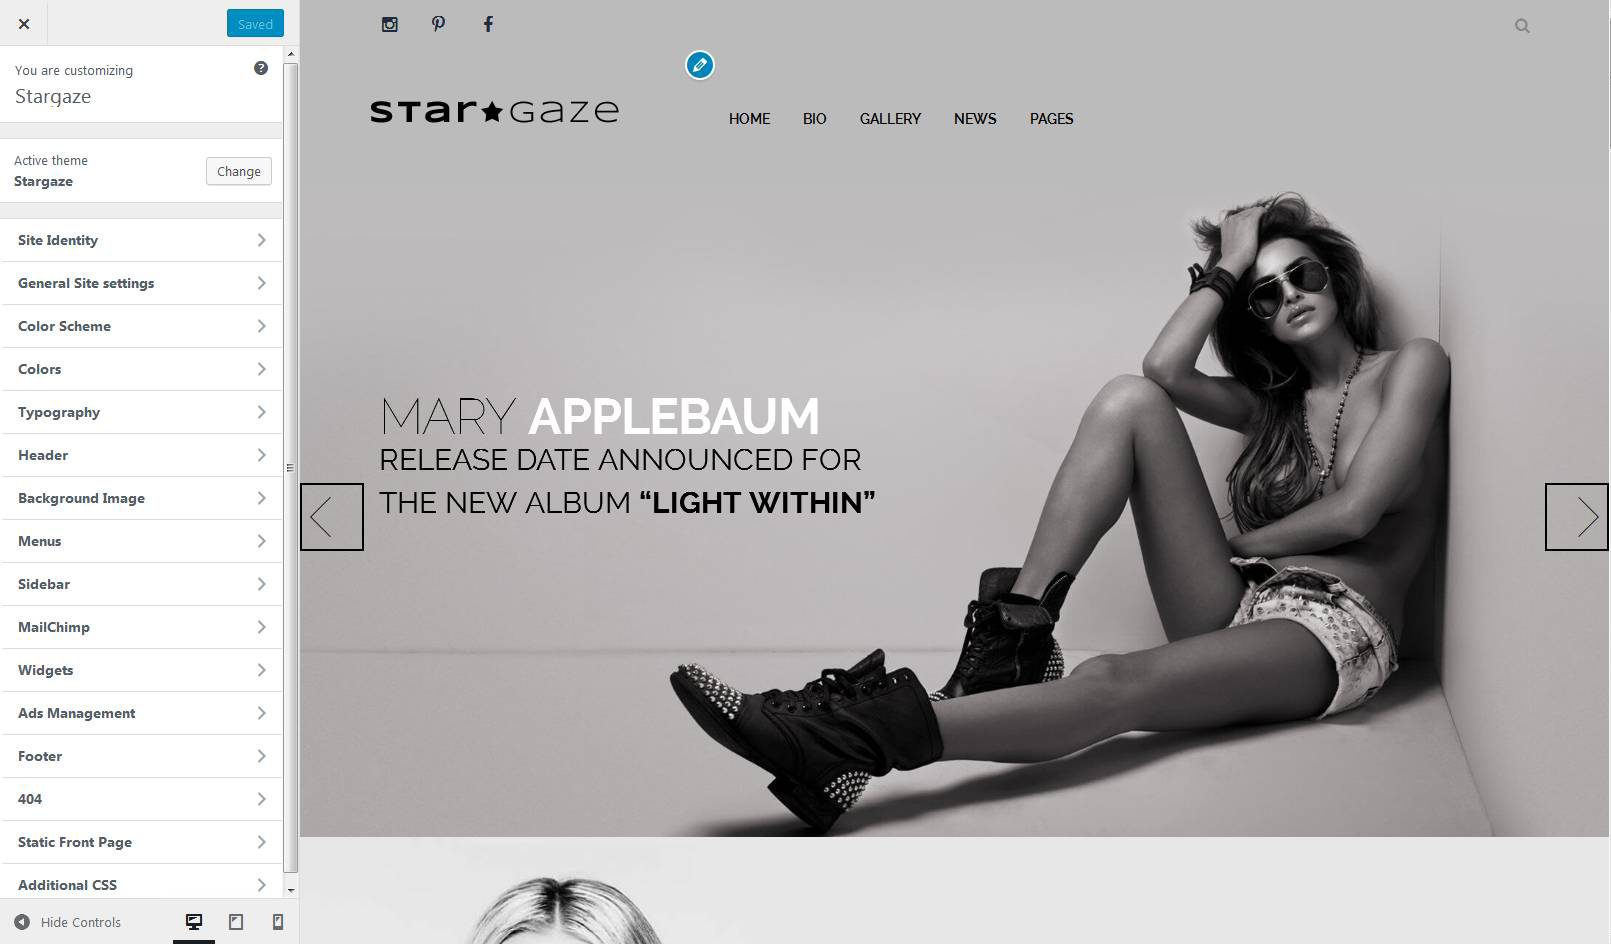 Saved
You are customizing
Stargaze
Active theme
Stargaze
Change
Site Identity
General Site settings
Color Scheme
Colors
Typography
Header
Background Image
Menus
Sidebar
MailChimp
Widgets
Ads Management
Footer
404
Static Front Page
Additional CSS
Hide Controls
star★Gaze
HOME BIO GALLERY NEWS PAGES
MARY APPLEBAUM
RELEASE DATE ANNOUNCED FOR
THE NEW ALBUM “LIGHT WITHIN”